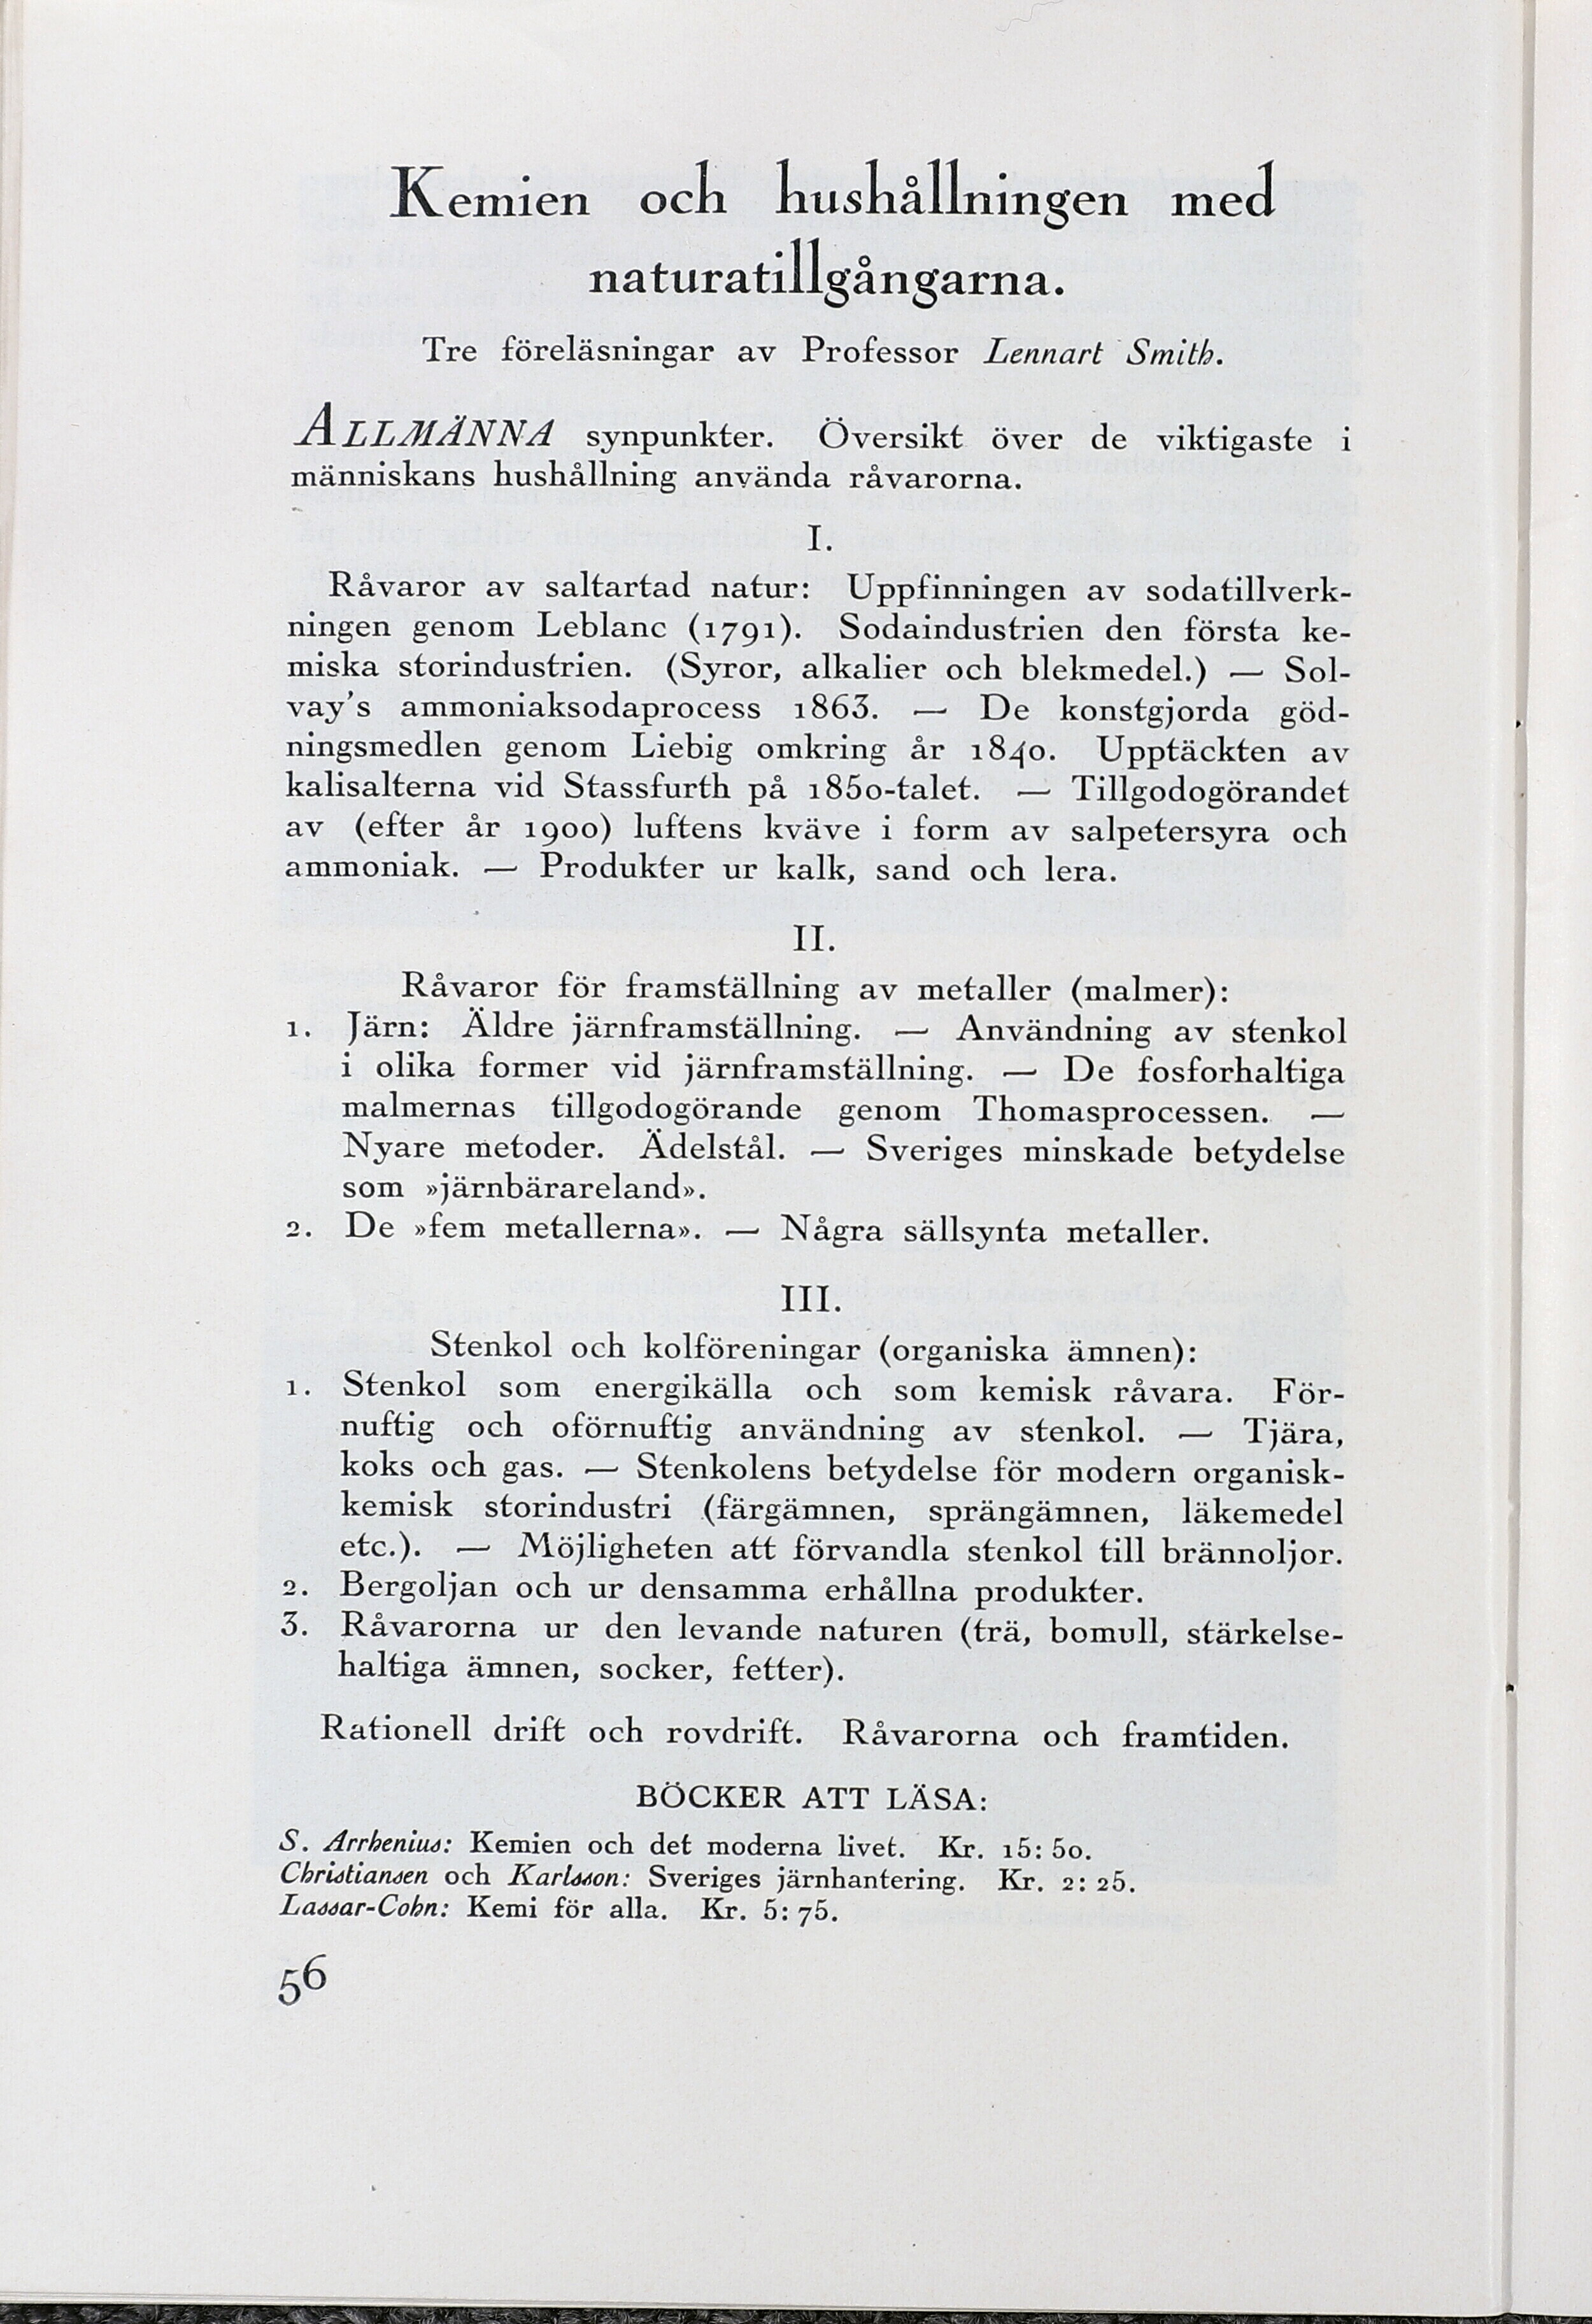 Kemien och hushållningen med
naturatillgångarna.
Tre föreläsningar av Professor Lennart Smith.
ALLMÄNNA synpunkter. Översikt över de viktigaste i
människans hushållning använda råvarorna.
I.
Råvaror av saltartad natur: Uppfinningen av sodatillverk-
ningen genom Leblanc (1791). Sodaindustrien den första ke-
miska storindustrien. (Syror, alkalier och blekmedel.) — Sol-
vay's ammoniaksodaprocess 1863. — De konstgjorda göd-
ningsmedlen genom Liebig omkring år 1840. Upptäckten av
kalisalterna vid Stassfurth på 1850-talet. — Tillgodogörandet
av (efter år 1900) luftens kväve i form av salpetersyra och
ammoniak. — Produkter ur kalk, sand och lera.
II.
Råvaror för framställning av metaller (malmer):
1. Järn: Äldre järnframställning. — Användning av stenkol
i olika former vid järnframställning. — De fosforhaltiga
malmernas tillgodogörande genom Thomasprocessen. —
Nyare metoder. Ädelstål. — Sveriges minskade betydelse
som »järnbärareland».
2. De »fem metallerna». — Några sällsynta metaller.
III.
Stenkol och kolföreningar (organiska ämnen):
1. Stenkol som energikälla och som kemisk råvara. För-
nuftig och oförnuftig användning av stenkol. — Tjära,
koks och gas. — Stenkolens betydelse för modern organisk-
kemisk storindustri (färgämnen, sprängämnen, läkemedel
etc.). — Möjligheten att förvandla stenkol till brännoljor.
2. Bergoljan och ur densamma erhållna produkter.
3. Råvarorna ur den levande naturen (trä, bomull, stärkelse-
haltiga ämnen, socker, fetter).
Rationell drift och rovdrift. Råvarorna och framtiden.
BÖCKER ATT LÄSA:
S. Arrhenius: Kemien och det moderna livet. Kr. 15: 50.
Christiansen och Karlsson: Sveriges järnhantering. Kr. 2: 25.
Lassar-Cohn: Kemi för alla. Kr. 5: 75.
56